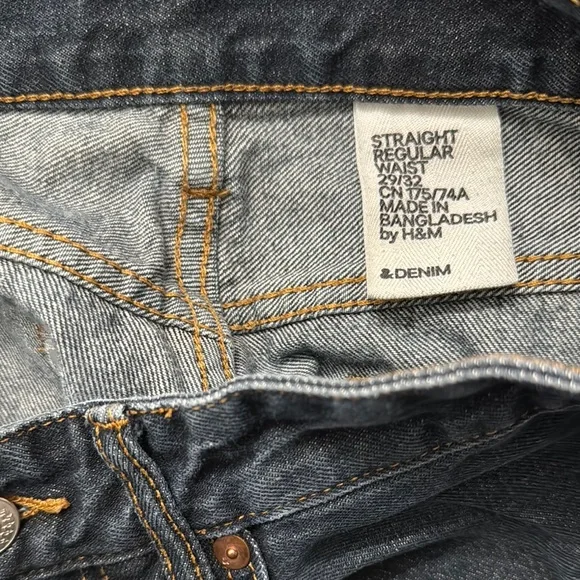 STRAIGHT
REGULAR
WAIST
29/32
CN 175/74A
MADE IN
BANGLADESH
by H&M
&DENIM